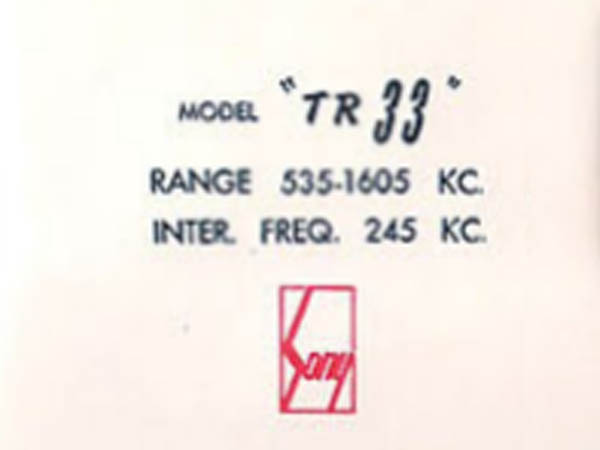 MODEL "TR 33"
RANGE 535-1605 KC.
INTER. FREQ. 245 KC.
Sony